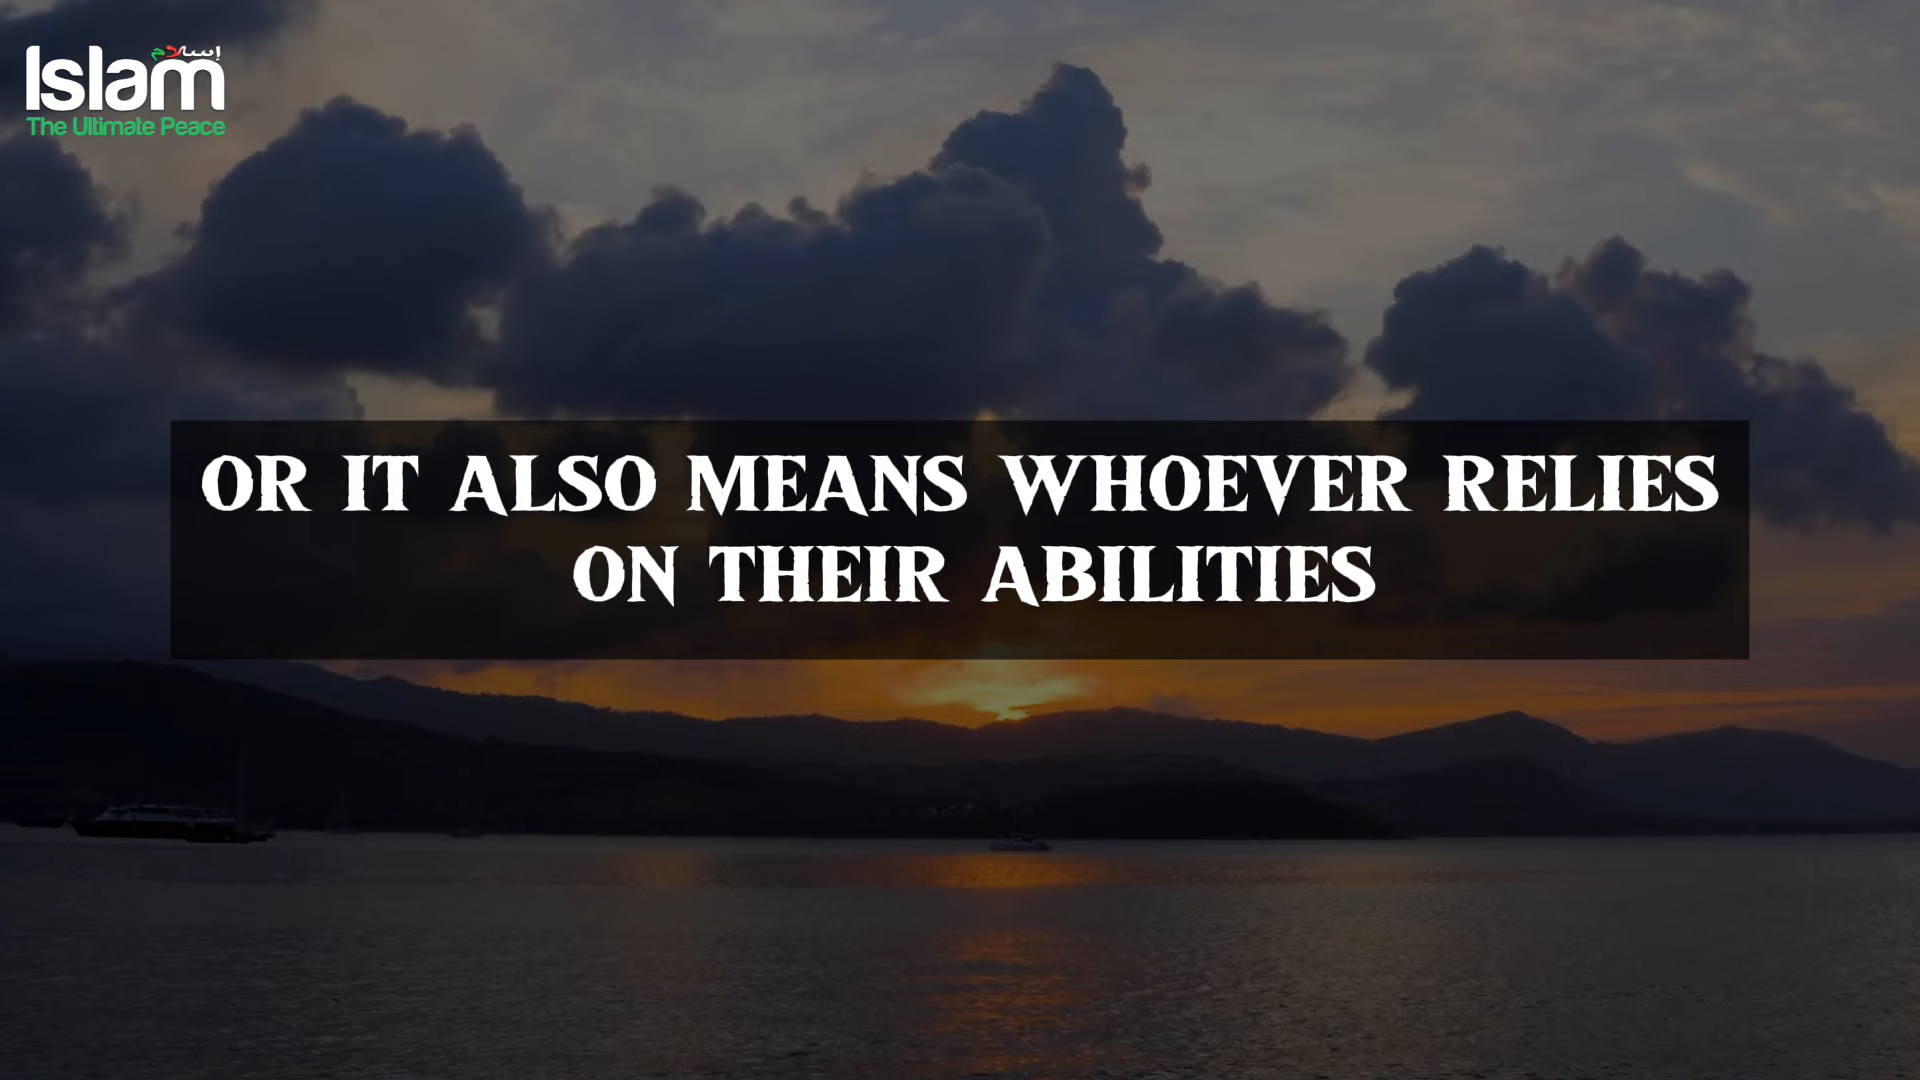 إسلام
Islam
The Ultimate Peace
OR IT ALSO MEANS WHOEVER RELIES
ON THEIR ABILITIES